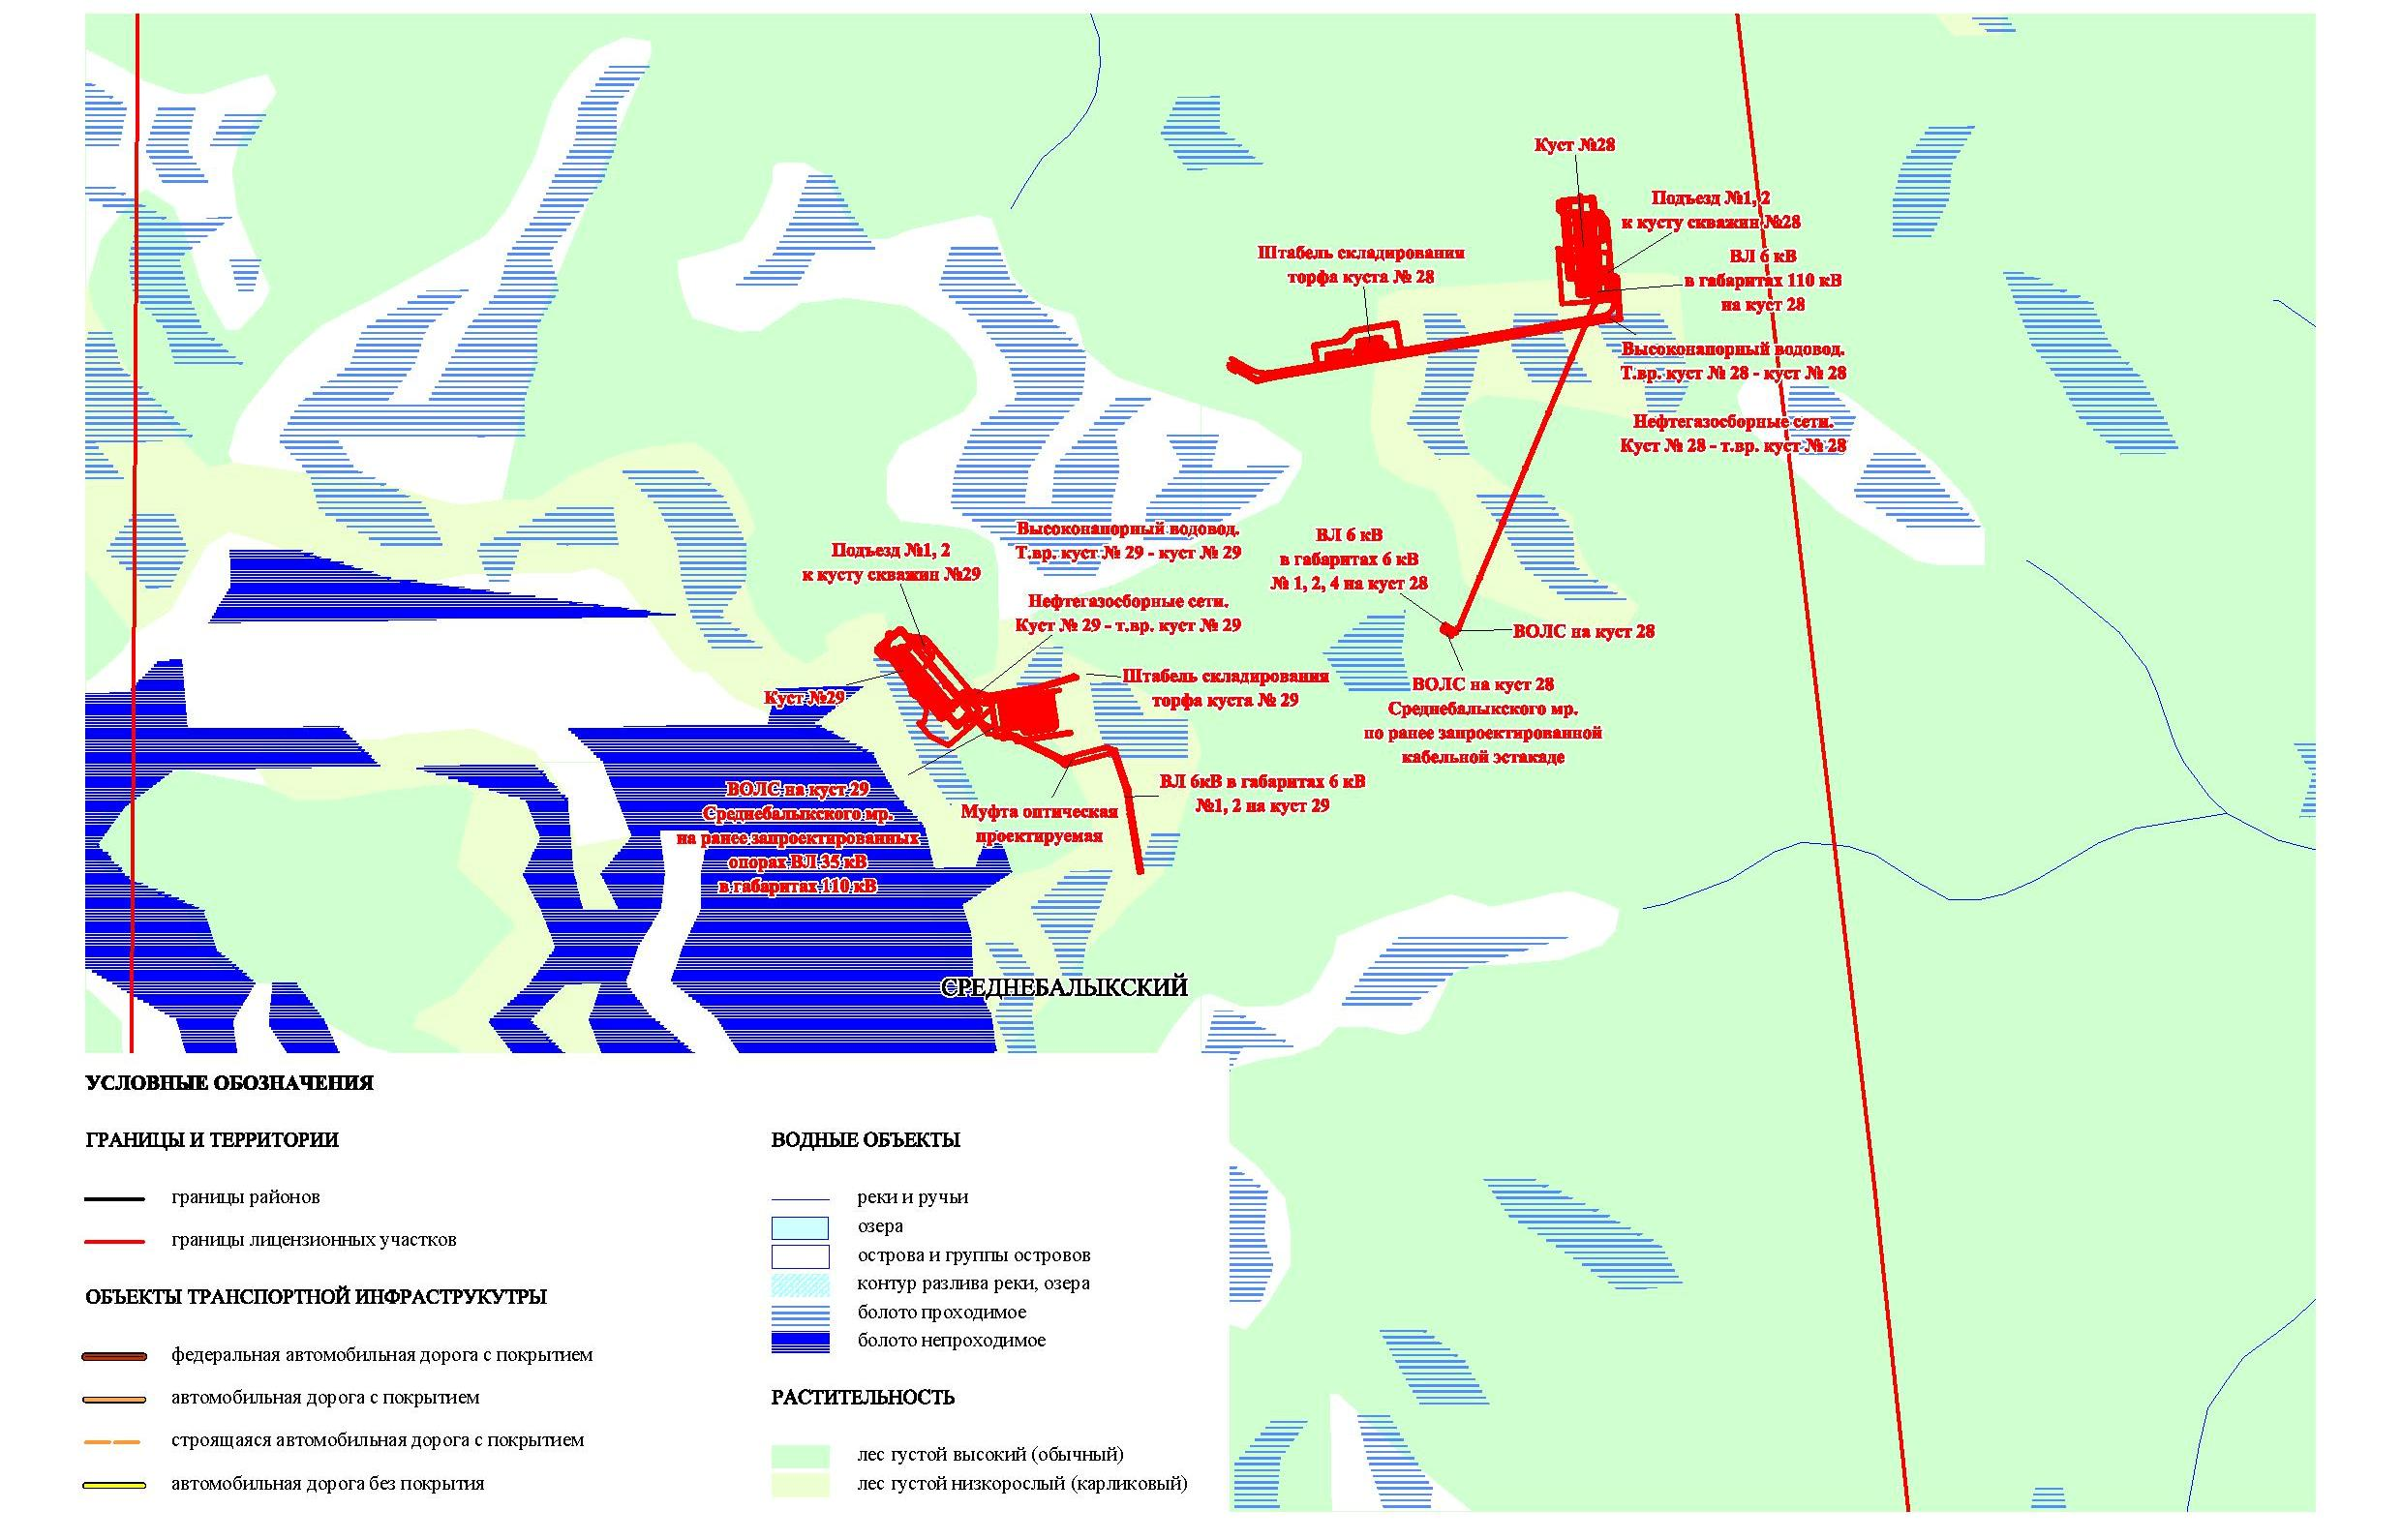 Куст №28
Подъезд №1, 2
к кусту скважин №28
Штабель складирования
торфа куста № 28
ВЛ 6 кВ
в габаритах 110 кВ
на куст 28
Высоконапорный водовод.
Т.вр. куст № 28 - куст № 28
Нефтегазосборные сети.
Куст № 28 - т.вр. куст № 28
Высоконапорный водовод.
Т.вр. куст № 29 - куст № 29
ВЛ 6 кВ
в габаритах 6 кВ
№ 1, 2, 4 на куст 28
Подъезд №1, 2
к кусту скважин №29
Нефтегазосборные сети.
Куст № 29 - т.вр. куст № 29
ВОЛС на куст 28
Штабель складирования
торфа куста № 29
Куст №29
ВОЛС на куст 28
Среднебалыкского мр.
по ранее запроектированной
кабельной эстакаде
ВОЛС на куст 29
Среднебалыкского мр.
на ранее запроектированных
опорах ВЛ 35 кВ
в габаритах 110 кВ
Муфта оптическая
проектируемая
ВЛ 6кВ в габаритах 6 кВ
№1, 2 на куст 29
СРЕДНЕБАЛЫКСКИЙ
УСЛОВНЫЕ ОБОЗНАЧЕНИЯ
ГРАНИЦЫ И ТЕРРИТОРИИ
границы районов
границы лицензионных участков
ОБЪЕКТЫ ТРАНСПОРТНОЙ ИНФРАСТРУКУТРЫ
федеральная автомобильная дорога с покрытием
автомобильная дорога с покрытием
строящаяся автомобильная дорога с покрытием
автомобильная дорога без покрытия
ВОДНЫЕ ОБЪЕКТЫ
реки и ручьи
озера
острова и группы островов
контур разлива реки, озера
болото проходимое
болото непроходимое
РАСТИТЕЛЬНОСТЬ
лес густой высокий (обычный)
лес густой низкорослый (карликовый)